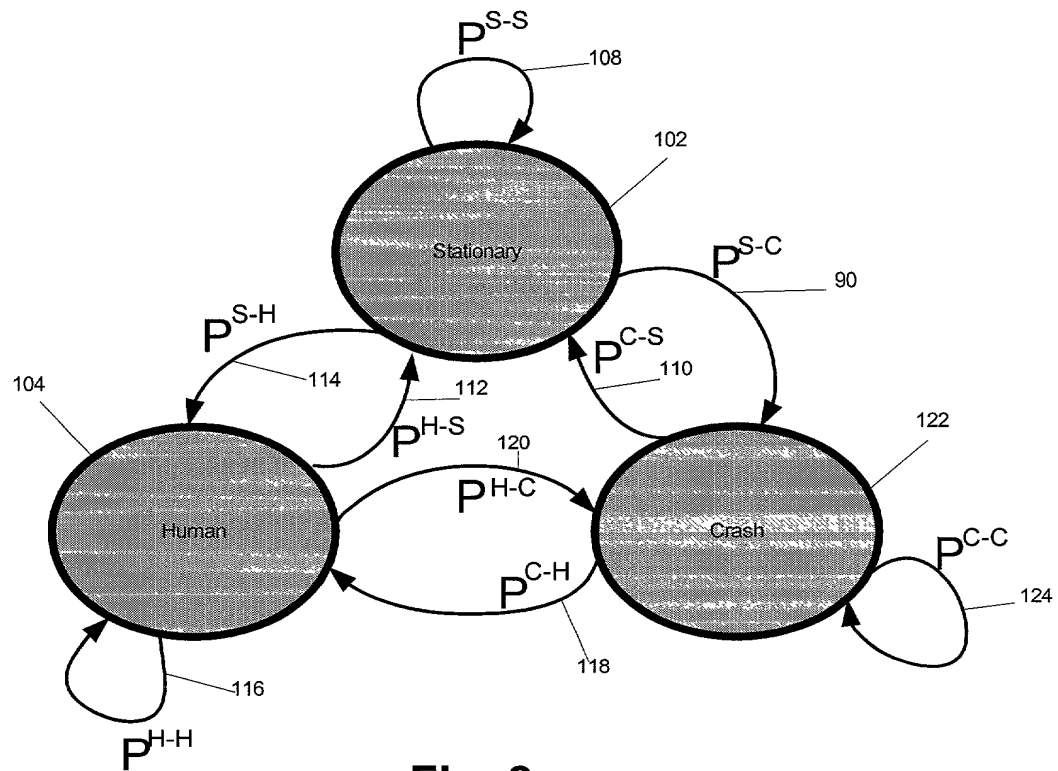 P^S-S
108
102
Stationary
P^S-C
90
P^S-H
P^C-S
114
110
104
112
P^H-S
122
120
P^H-C
Human
Crash
P^C-C
P^C-H
124
118
116
P^H-H